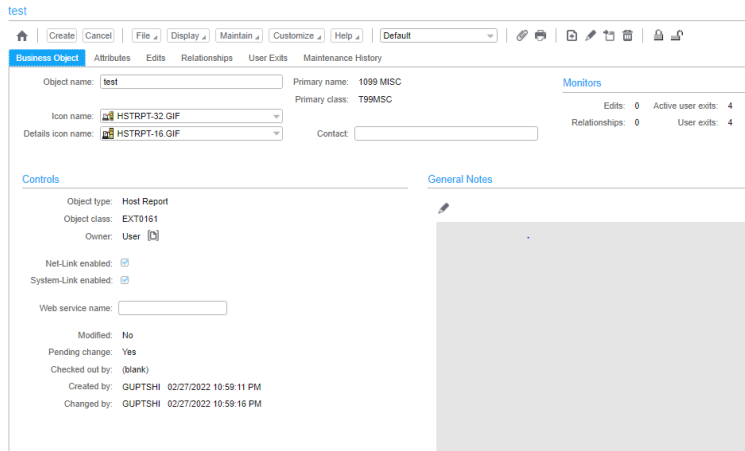 test
Create Cancel File Display Maintain Customize Help Default
Business Object Attributes Edits Relationships User Exits Maintenance History
Object name: test Primary name: 1099 MISC Monitors
Primary class: T99MSC
Edits: 0 Active user exits: 4
Icon name: HSTRPT-32.GIF
Relationships: 0 User exits: 4
Details icon name: HSTRPT-16.GIF Contact:
Controls General Notes
Object type: Host Report
Object class: EXT0161
Owner: User
Net-Link enabled:
System-Link enabled:
Web service name:
Modified: No
Pending change: Yes
Checked out by: (blank)
Created by: GUPTSHI 02/27/2022 10:59:11 PM
Changed by: GUPTSHI 02/27/2022 10:59:16 PM